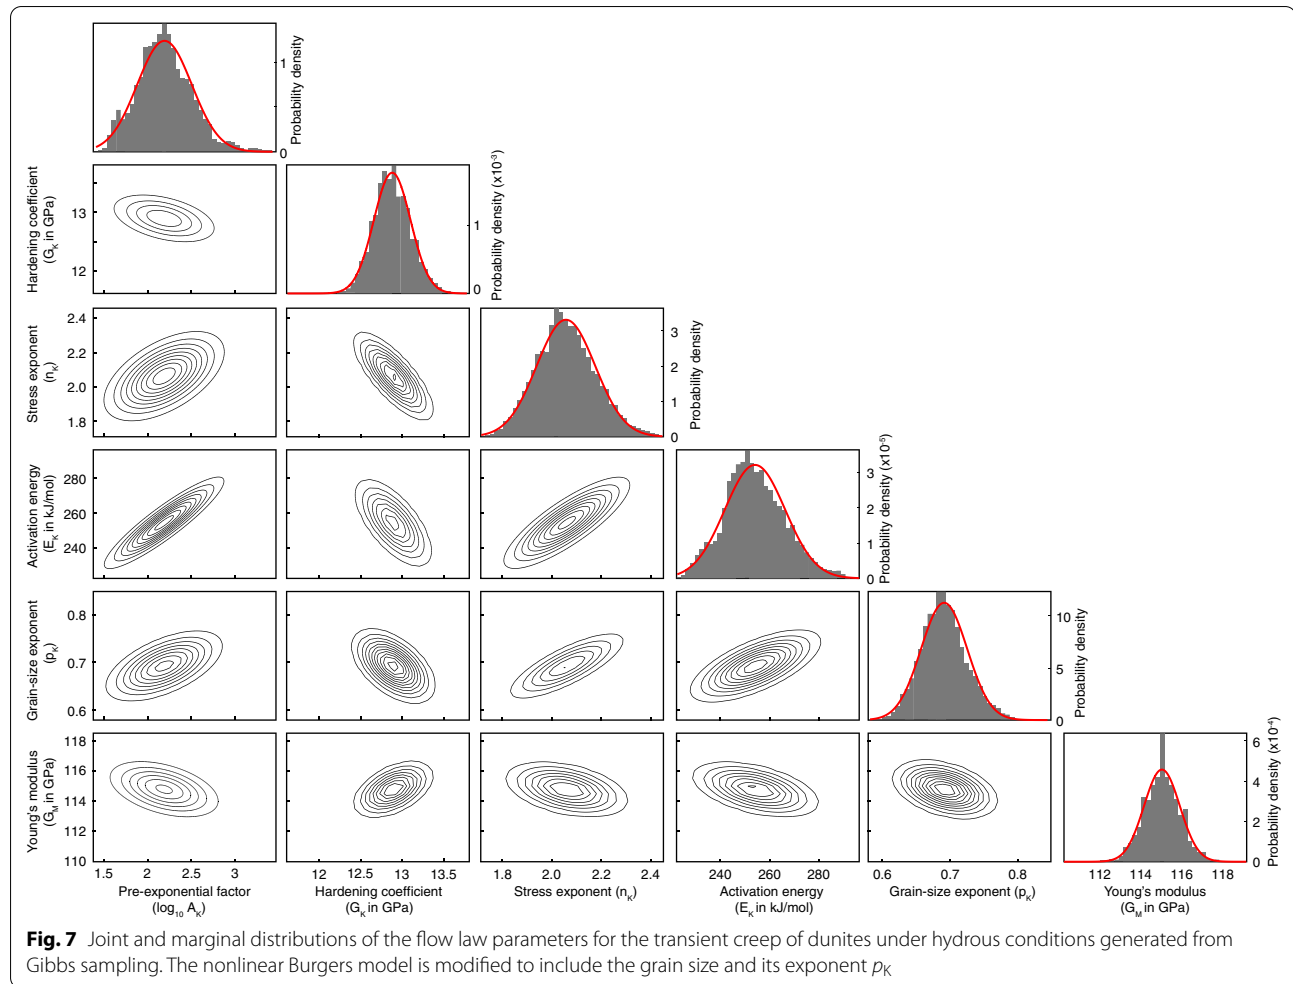 1
0
Probability density
Hardening coefficient
(G_K in GPa)
13
12
1
0
Probability density (x10^-3)
Stress exponent
(n_K)
2.4
2.2
2.0
1.8
3
2
1
0
Probability density
Activation energy
(E_K in kJ/mol)
280
260
240
3
2
1
0
Probability density (x10^-5)
Grain-size exponent
(p_K)
0.8
0.7
0.6
10
5
0
Probability density
Young's modulus
(G_M in GPa)
118
116
114
112
110
6
4
2
0
Probability density (x10^-4)
1.5 2 2.5 3
12 12.5 13 13.5
1.8 2.0 2.2 2.4
240 260 280
0.6 0.7 0.8
112 114 116 118
Pre-exponential factor
(log10 A_K)
Hardening coefficient
(G_K in GPa)
Stress exponent (n_K)
Activation energy
(E_K in kJ/mol)
Grain-size exponent (p_K)
Young's modulus
(G_M in GPa)
Fig. 7 Joint and marginal distributions of the flow law parameters for the transient creep of dunites under hydrous conditions generated from
Gibbs sampling. The nonlinear Burgers model is modified to include the grain size and its exponent p_K